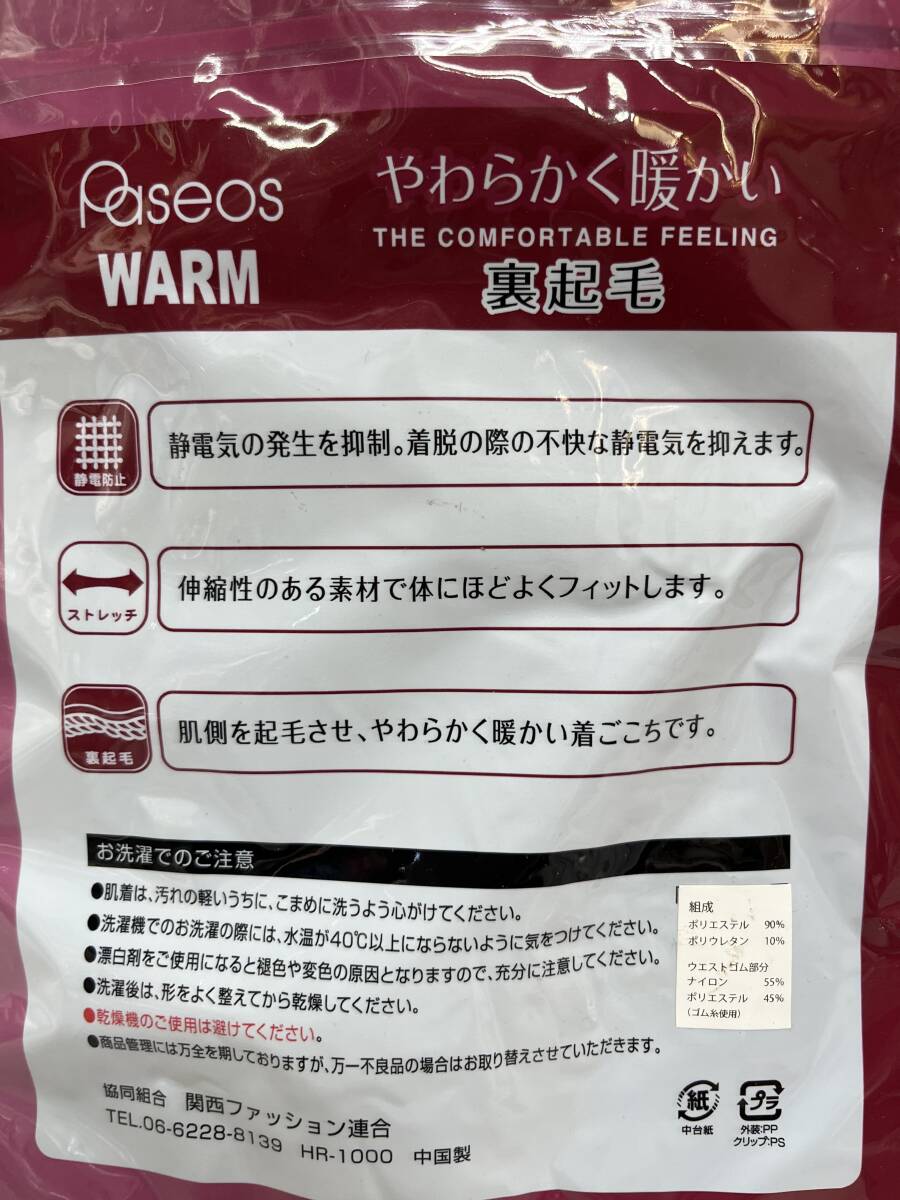 Paseos
WARM
やわらかく暖かい
THE COMFORTABLE FEELING
裏起毛
静電防止
静電気の発生を抑制。着脱の際の不快な静電気を抑えます。
ストレッチ
伸縮性のある素材で体にほどよくフィットします。
裏起毛
肌側を起毛させ、やわらかく暖かい着ごこちです。
お洗濯でのご注意
●肌着は、汚れの軽いうちに、こまめに洗うよう心がけてください。
●洗濯機でのお洗濯の際には、水温が40℃以上にならないように気をつけてください。
●漂白剤をご使用になると褪色や変色の原因となりますので、充分に注意してください。
●洗濯後は、形をよく整えてから乾燥してください。
●乾燥機のご使用は避けてください。
●商品管理には万全を期しておりますが、万一不良品の場合はお取り替えさせていただきます。
組成
ポリエステル 90%
ポリウレタン 10%
ウエストゴム部分
ナイロン 55%
ポリエステル 45%
(ゴム糸使用)
協同組合 関西ファッション連合
TEL.06-6228-8139 HR-1000 中国製
紙
中台紙
プラ
外装:PP
クリップ:PS